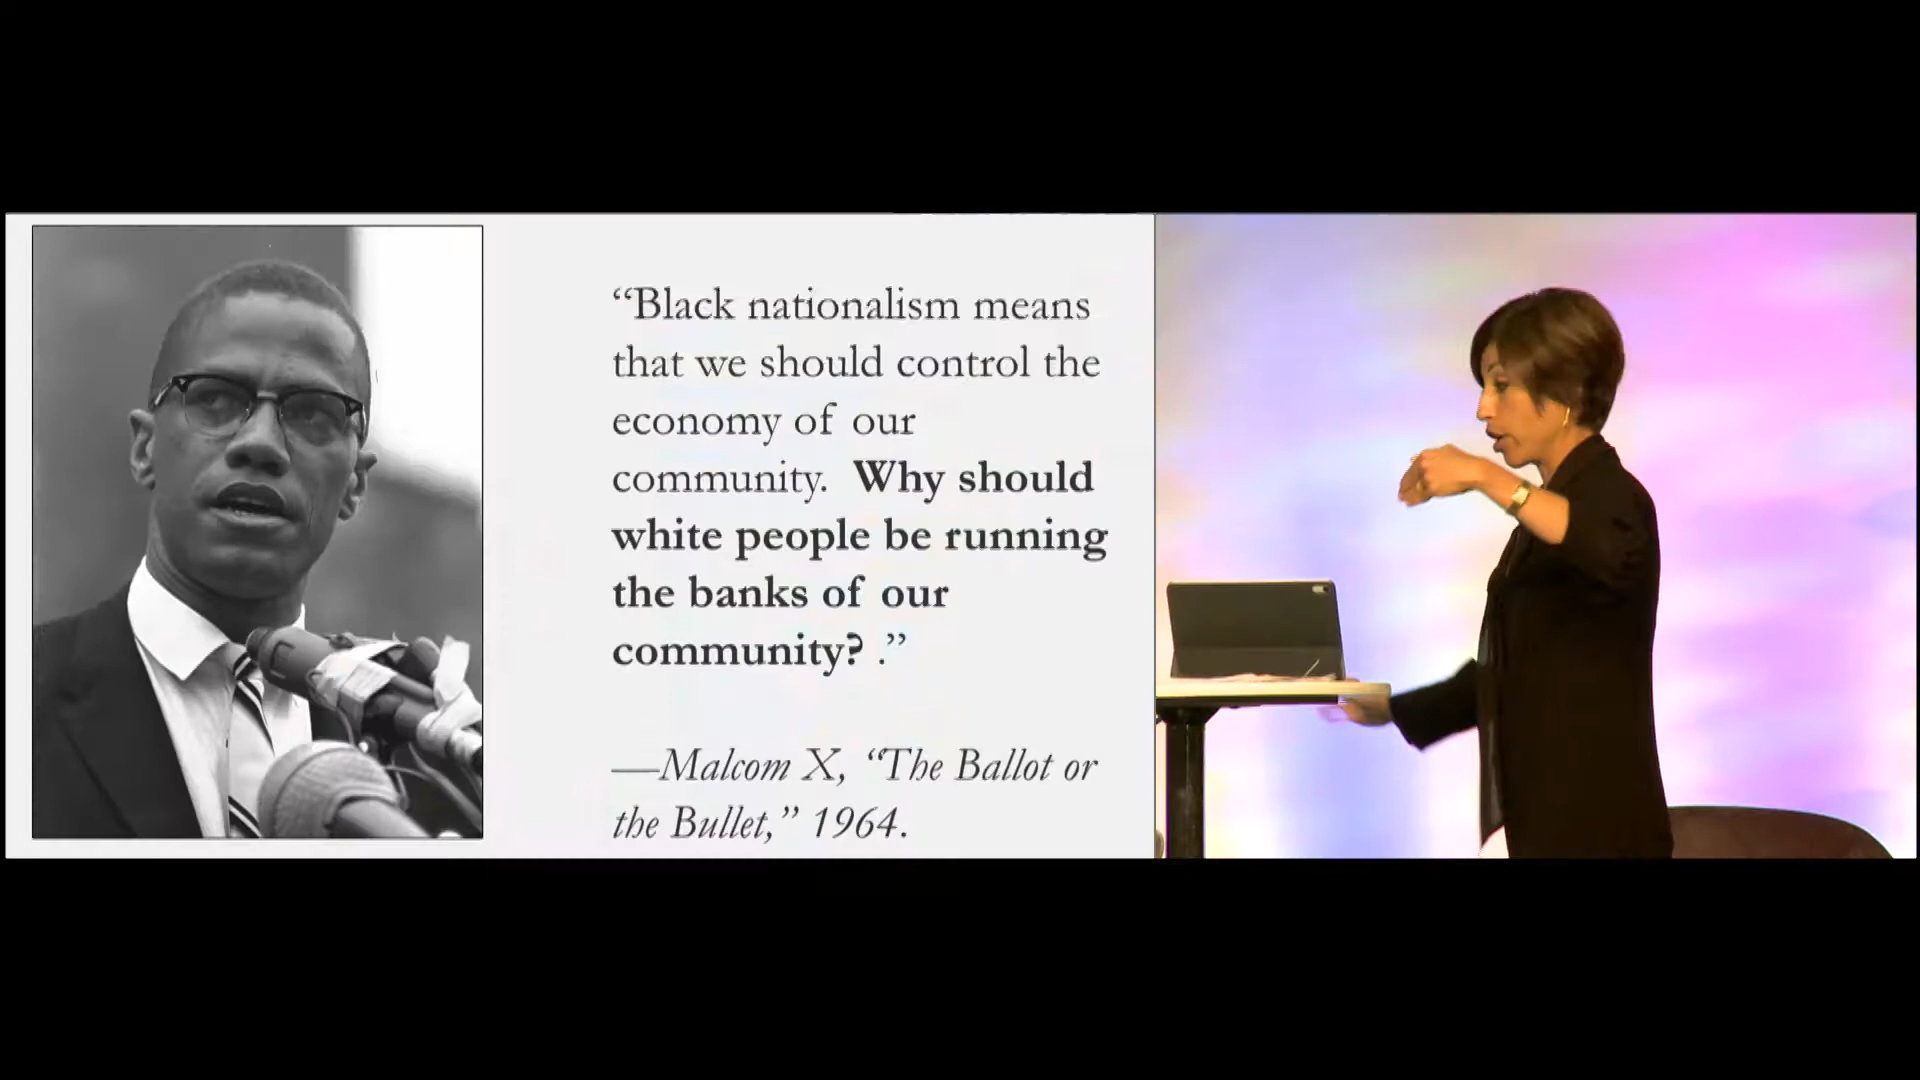 “Black nationalism means
that we should control the
economy of our
community. Why should
white people be running
the banks of our
community? .”
—Malcom X, “The Ballot or
the Bullet,” 1964.